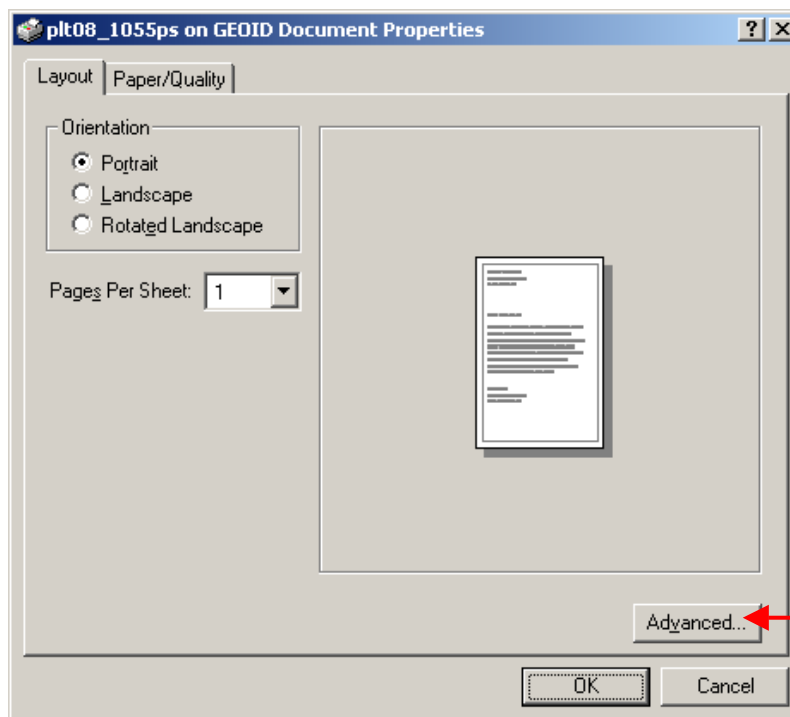 plt08_1055ps on GEOID Document Properties
Layout Paper/Quality
Orientation
Portrait
Landscape
Rotated Landscape
Pages Per Sheet: 1
Advanced...
OK Cancel